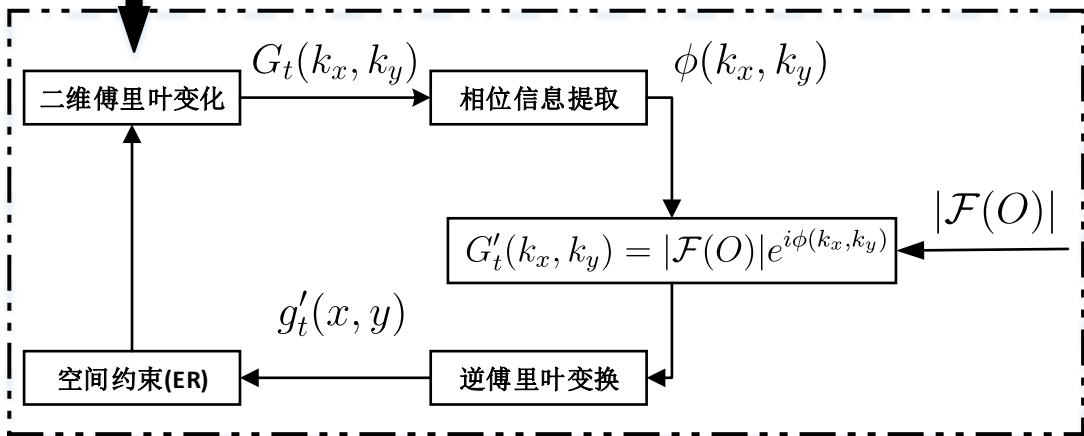 二维傅里叶变化
G_t(k_x, k_y)
相位信息提取
ϕ(k_x, k_y)
|ℱ(O)|
G'_t(k_x, k_y) = |ℱ(O)|e^{iϕ(k_x,k_y)}
g'_t(x, y)
空间约束(ER)
逆傅里叶变换